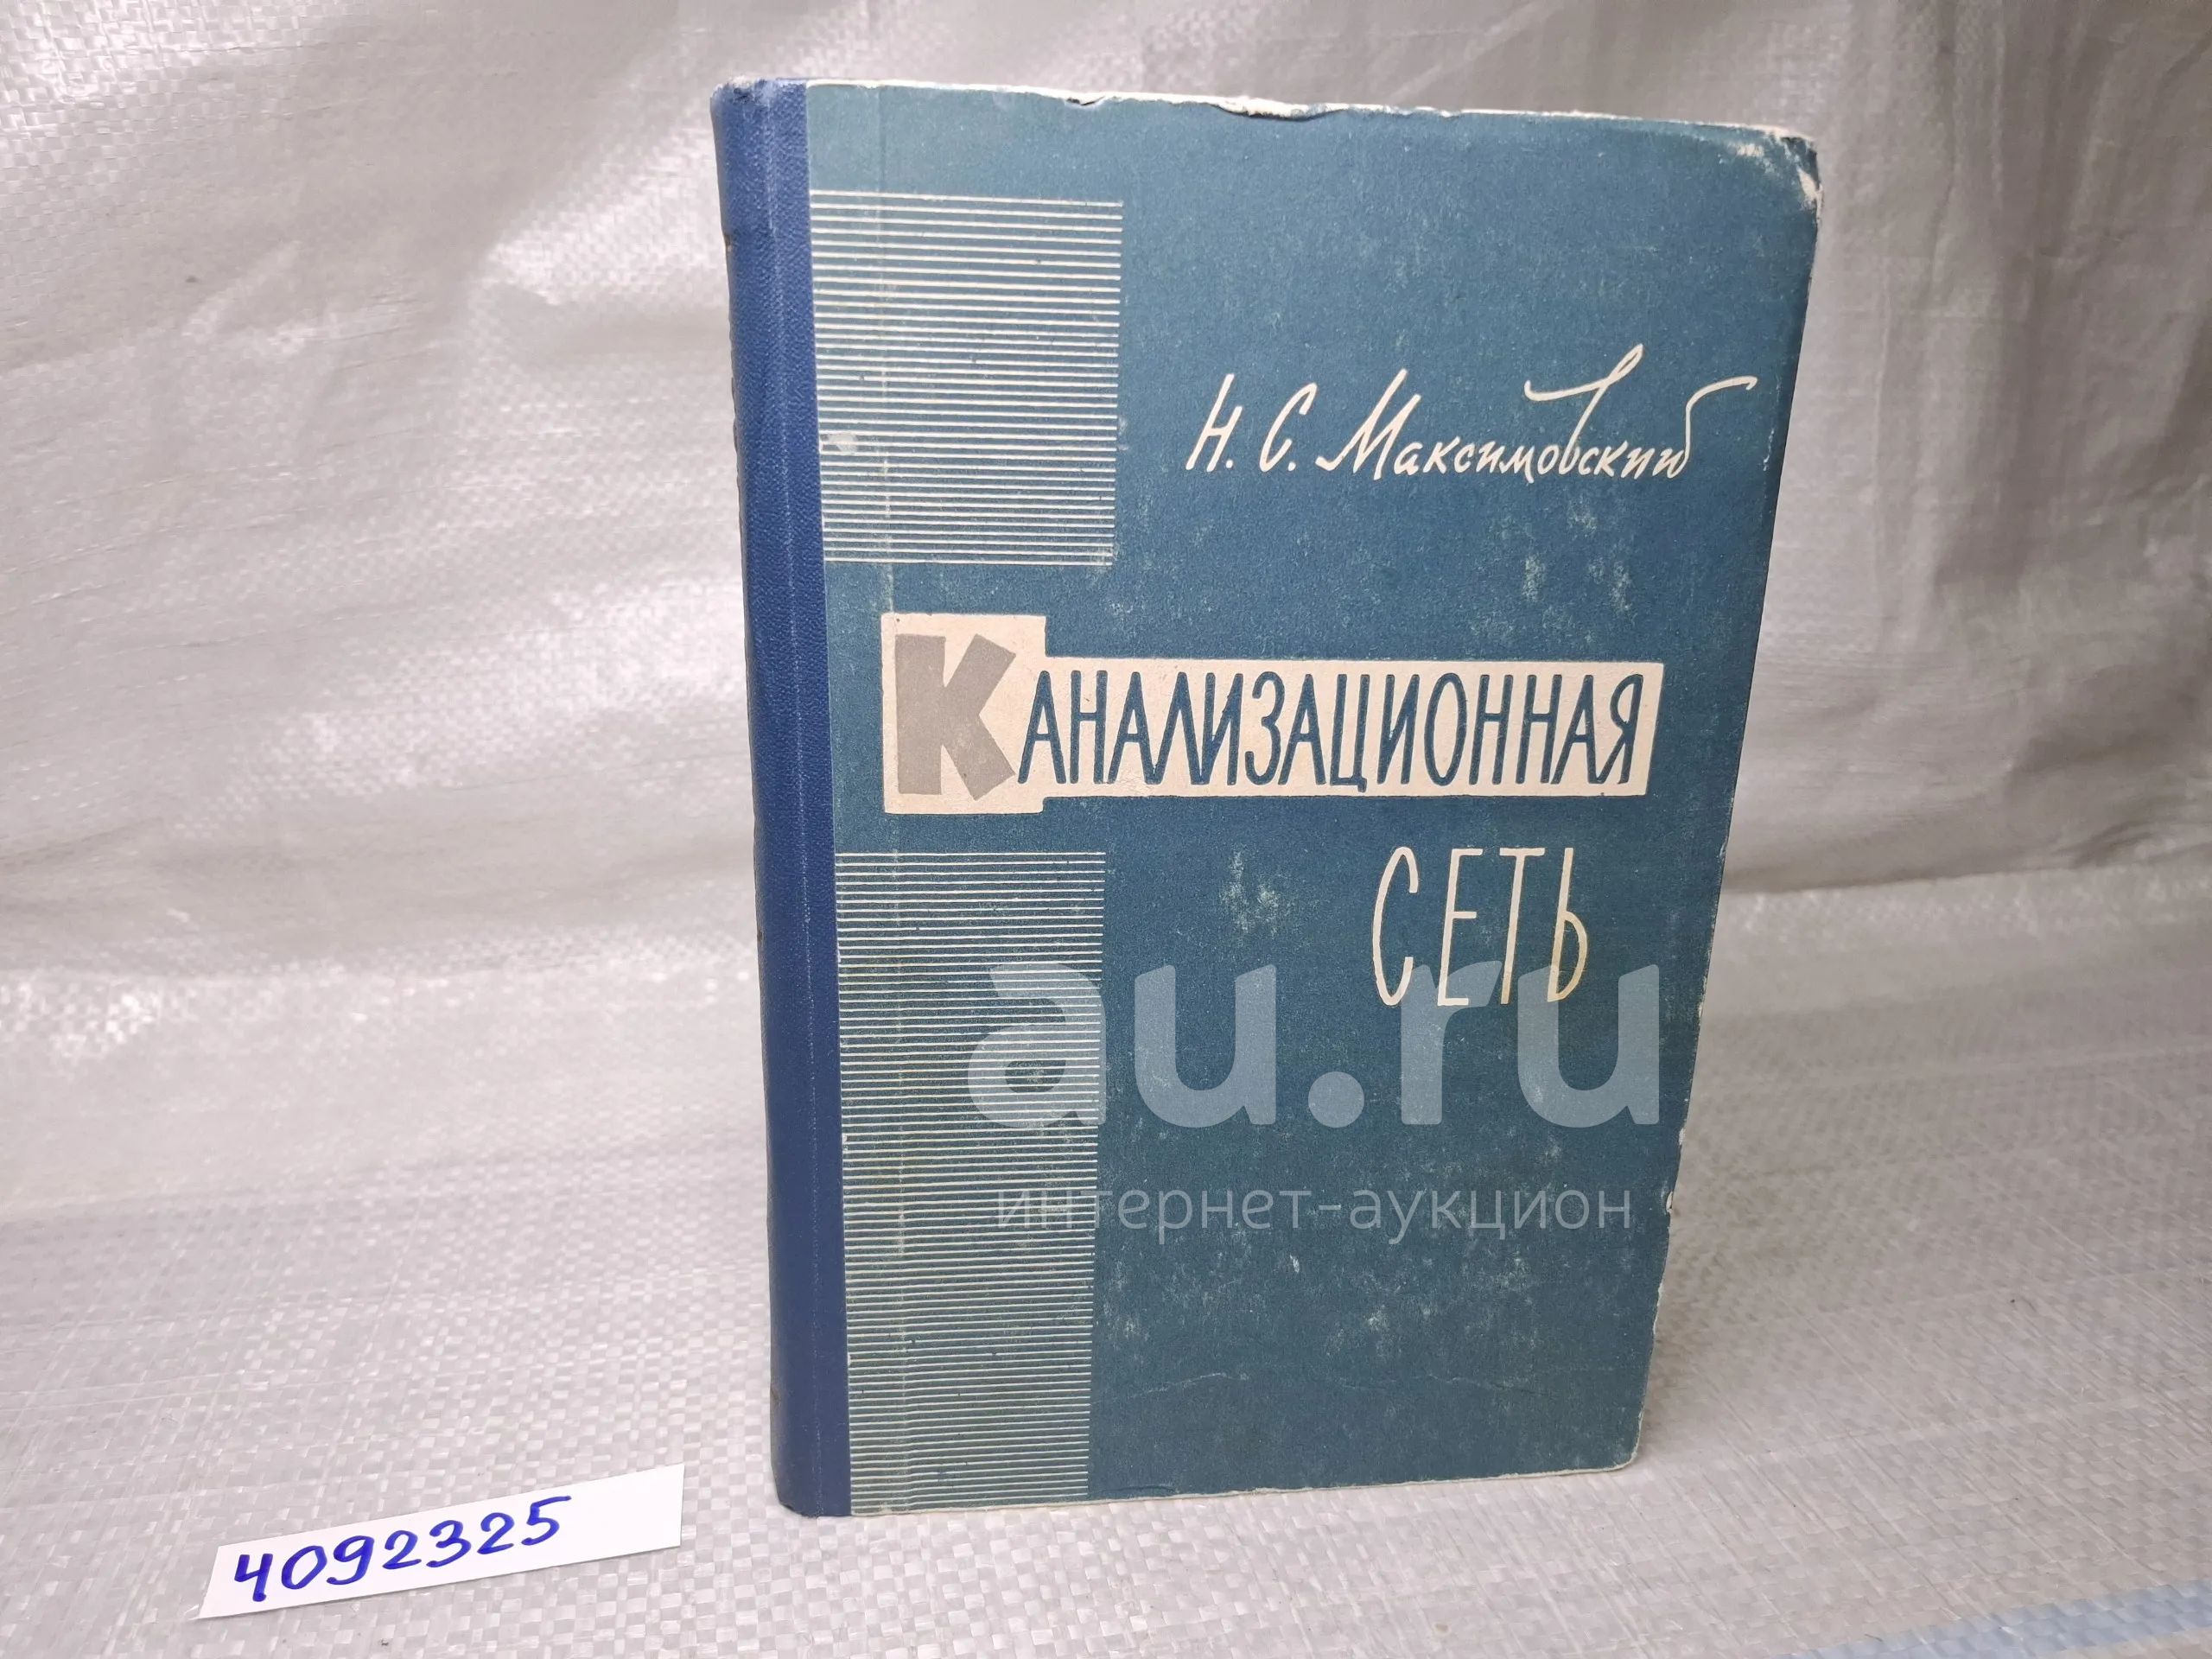 Н. С. Максимовский
КАНАЛИЗАЦИОННАЯ
СЕТЬ
au.ru
интернет-аукцион
4092325